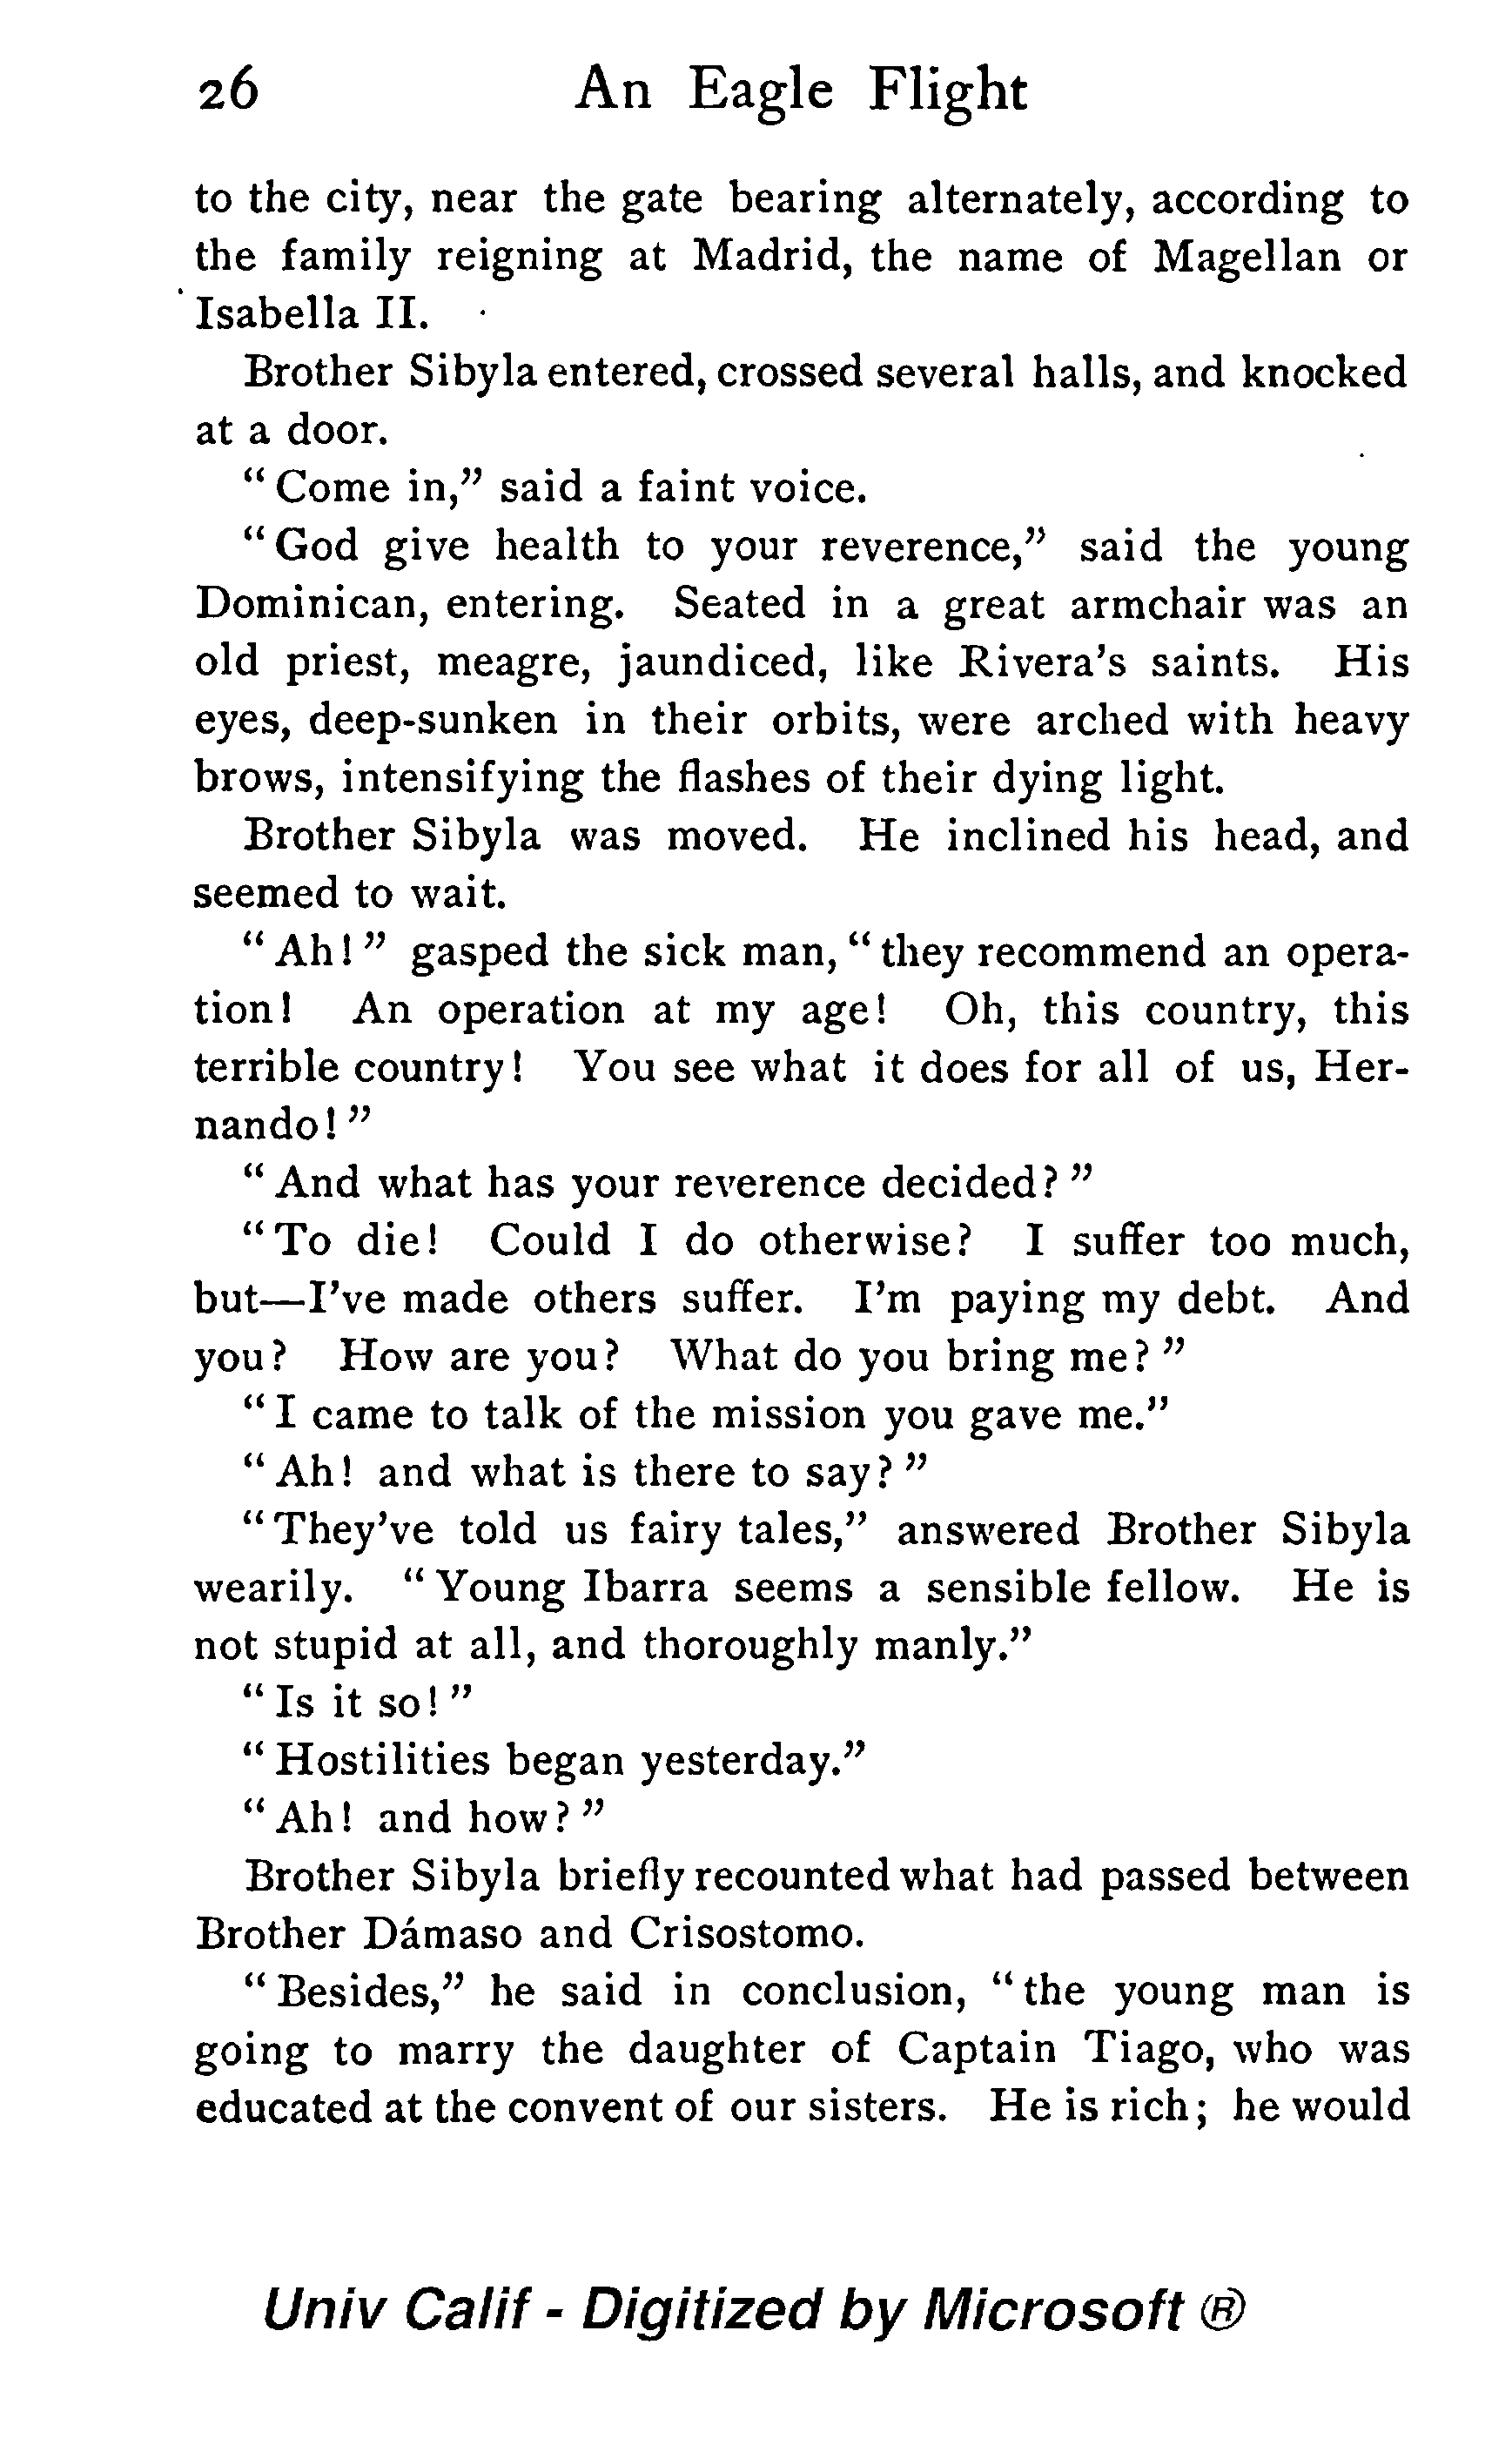 26 An Eagle Flight
to the city, near the gate bearing alternately, according to
the family reigning at Madrid, the name of Magellan or
Isabella II.
Brother Sibyla entered, crossed several halls, and knocked
at a door.
“Come in,” said a faint voice.
“God give health to your reverence,” said the young
Dominican, entering. Seated in a great armchair was an
old priest, meagre, jaundiced, like Rivera's saints. His
eyes, deep-sunken in their orbits, were arched with heavy
brows, intensifying the flashes of their dying light.
Brother Sibyla was moved. He inclined his head, and
seemed to wait.
“Ah!” gasped the sick man, “they recommend an opera-
tion! An operation at my age! Oh, this country, this
terrible country! You see what it does for all of us, Her-
nando!”
“And what has your reverence decided?”
“To die! Could I do otherwise? I suffer too much,
but—I've made others suffer. I'm paying my debt. And
you? How are you? What do you bring me?”
“I came to talk of the mission you gave me.”
“Ah! and what is there to say?”
“They've told us fairy tales,” answered Brother Sibyla
wearily. “Young Ibarra seems a sensible fellow. He is
not stupid at all, and thoroughly manly.”
“Is it so!”
“Hostilities began yesterday.”
“Ah! and how?”
Brother Sibyla briefly recounted what had passed between
Brother Dámaso and Crisostomo.
“Besides,” he said in conclusion, “the young man is
going to marry the daughter of Captain Tiago, who was
educated at the convent of our sisters. He is rich; he would
Univ Calif - Digitized by Microsoft ®